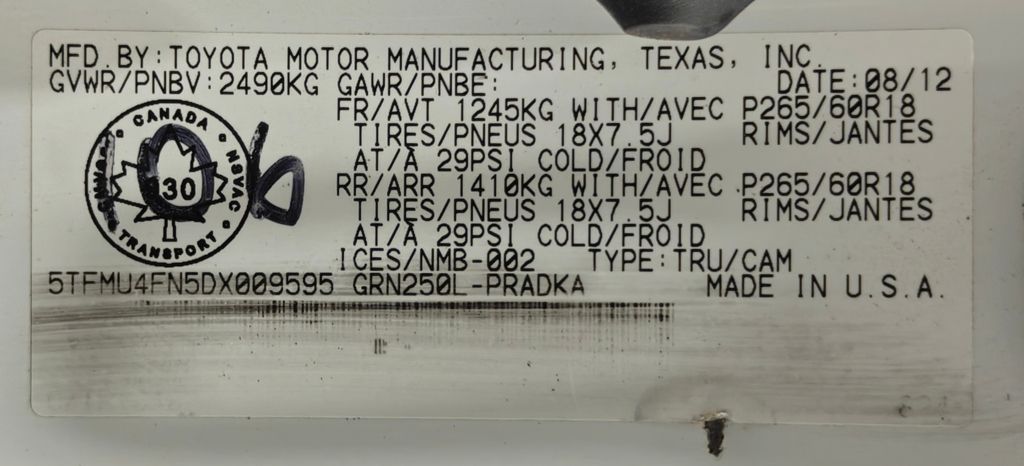 MFD.BY:TOYOTA MOTOR MANUFACTURING, TEXAS, INC.
GVWR/PNBV:2490KG GAWR/PNBE: DATE:08/12
FR/AVT 1245KG WITH/AVEC P265/60R18
TIRES/PNEUS 18X7.5J RIMS/JANTES
AT/À 29PSI COLD/FROID
RR/ARR 1410KG WITH/AVEC P265/60R18
TIRES/PNEUS 18X7.5J RIMS/JANTES
AT/À 29PSI COLD/FROID
ICES/NMB-002 TYPE:TRU/CAM
CANADA
NSVAC
TRANSPORT
5TFMU4FN5DX009595 GRN250L-PRADKA MADE IN U.S.A.